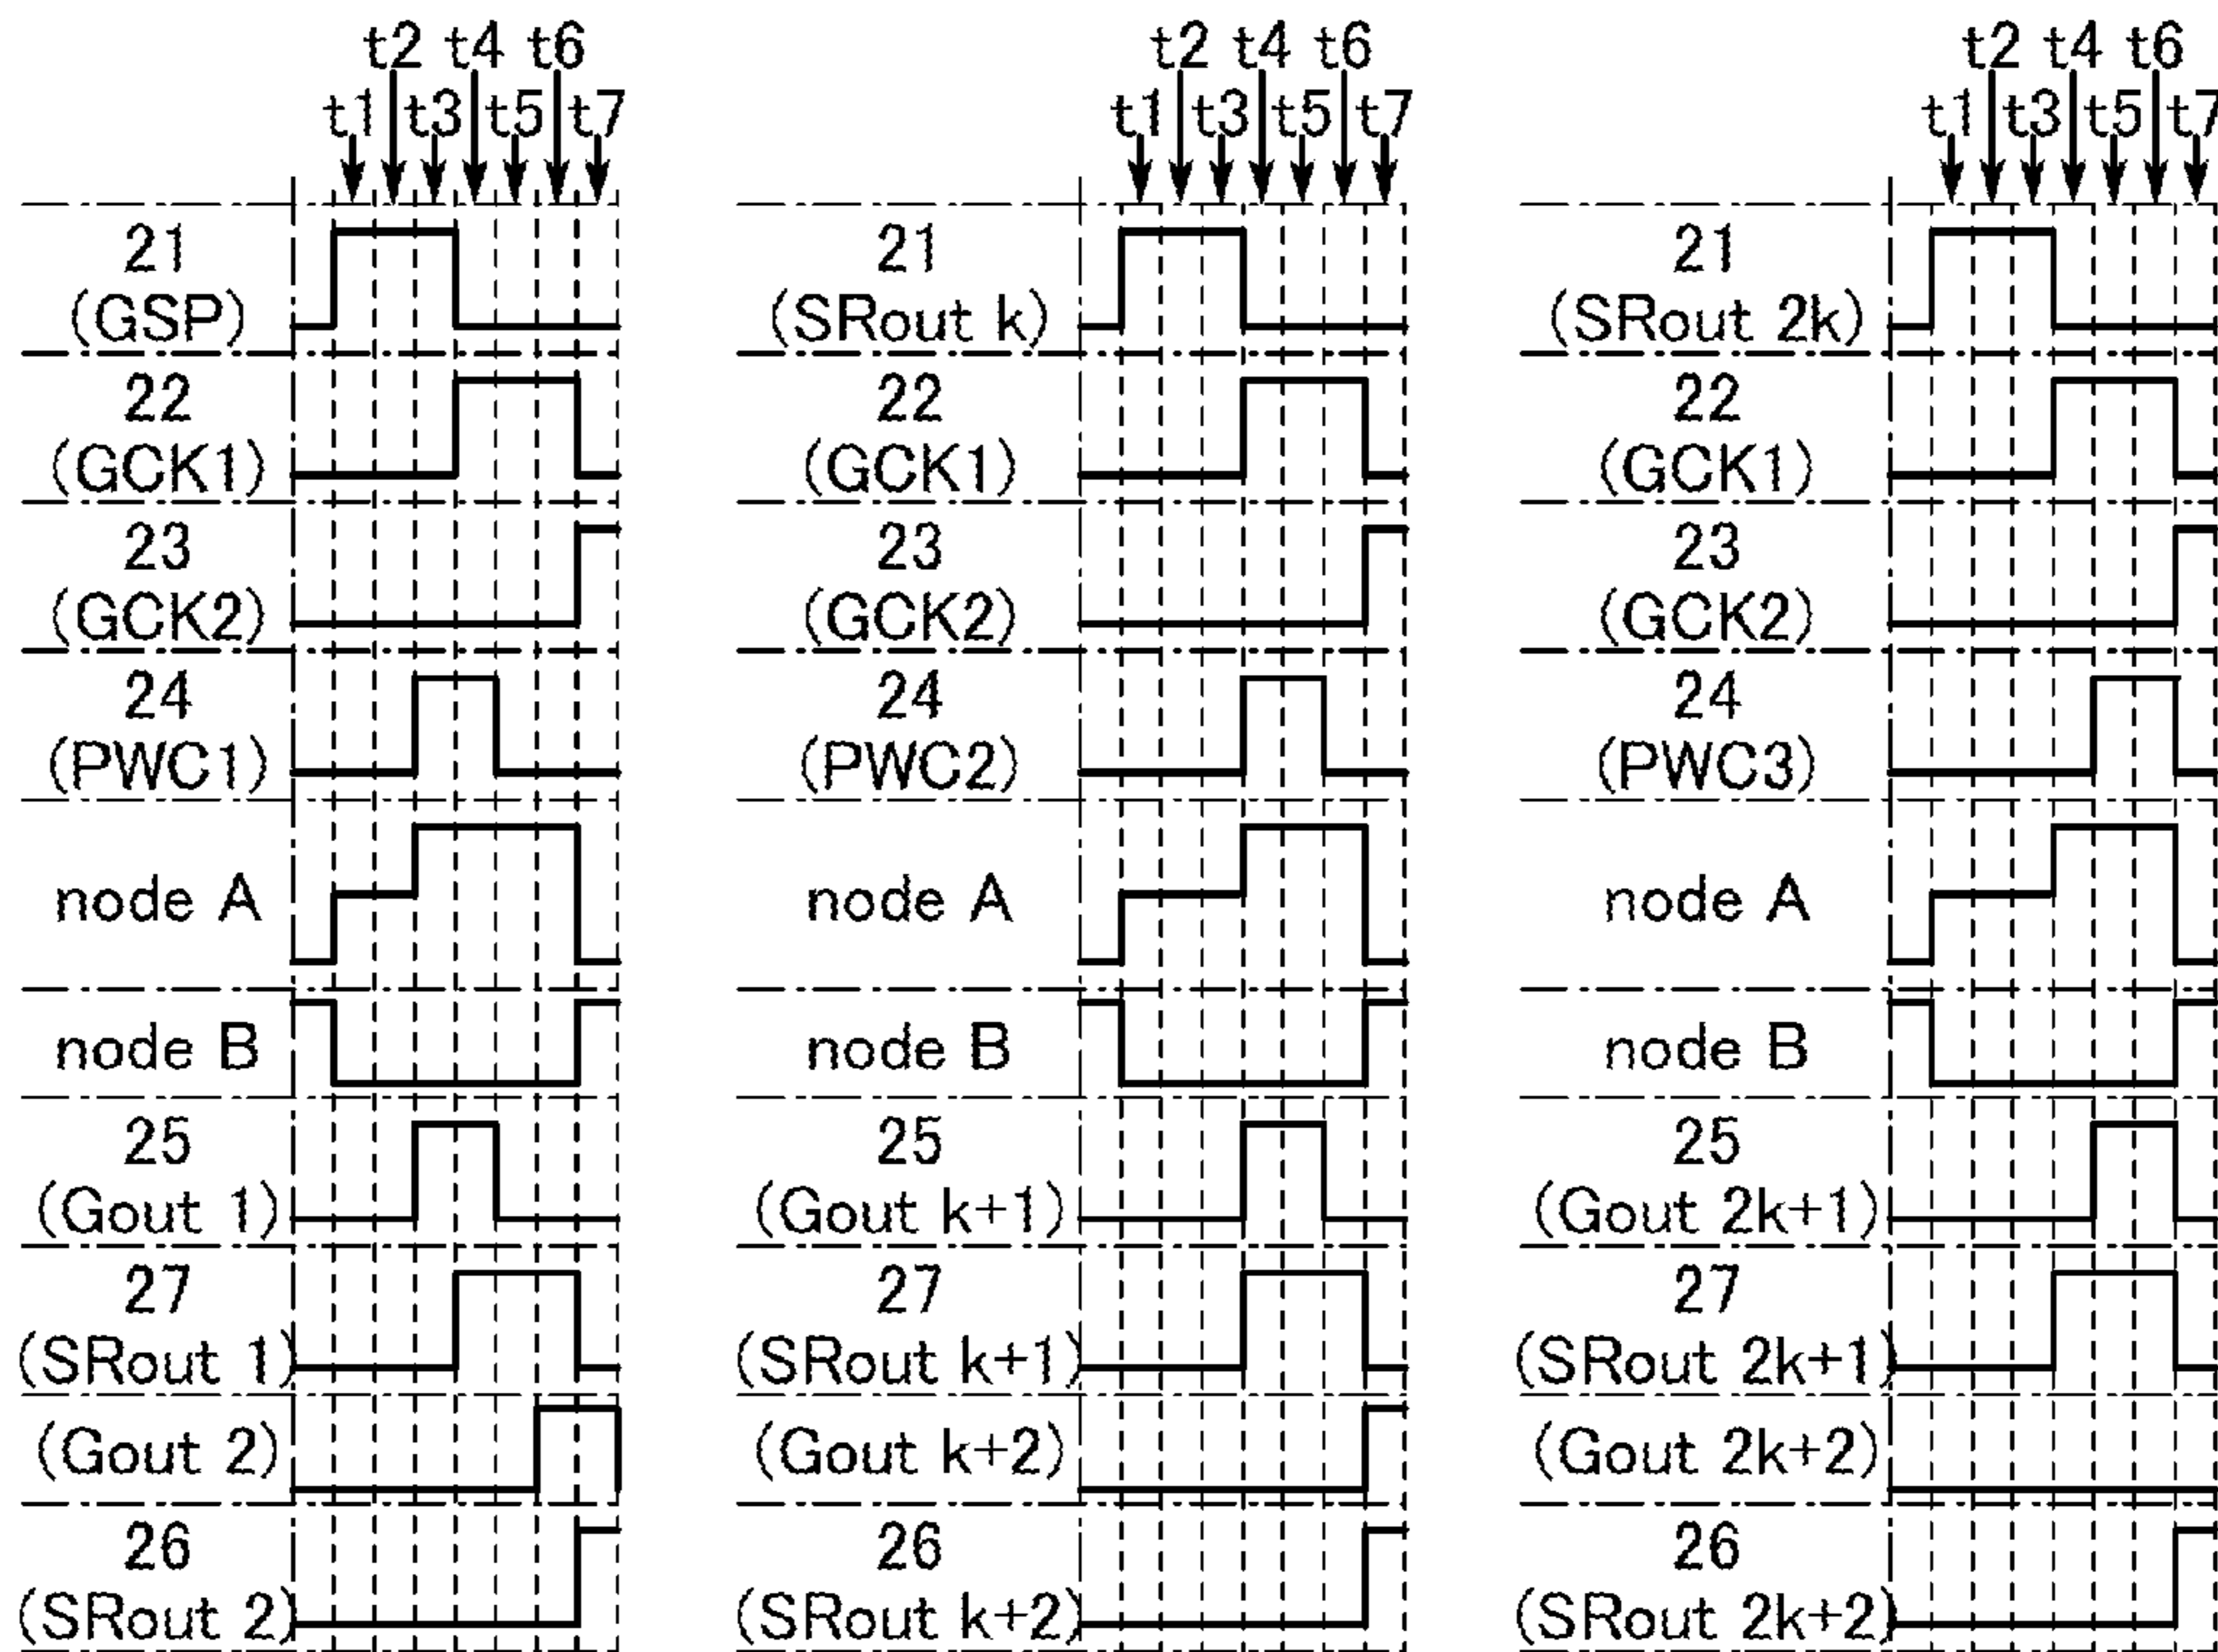 t2 t4 t6
t1 t3 t5 t7
21
(GSP)
22
(GCK1)
23
(GCK2)
24
(PWC1)
node A
node B
25
(Gout 1)
27
(SRout 1)
(Gout 2)
26
(SRout 2)
t2 t4 t6
t1 t3 t5 t7
21
(SRout k)
22
(GCK1)
23
(GCK2)
24
(PWC2)
node A
node B
25
(Gout k+1)
27
(SRout k+1)
(Gout k+2)
26
(SRout k+2)
t2 t4 t6
t1 t3 t5 t7
21
(SRout 2k)
22
(GCK1)
23
(GCK2)
24
(PWC3)
node A
node B
25
(Gout 2k+1)
27
(SRout 2k+1)
(Gout 2k+2)
26
(SRout 2k+2)